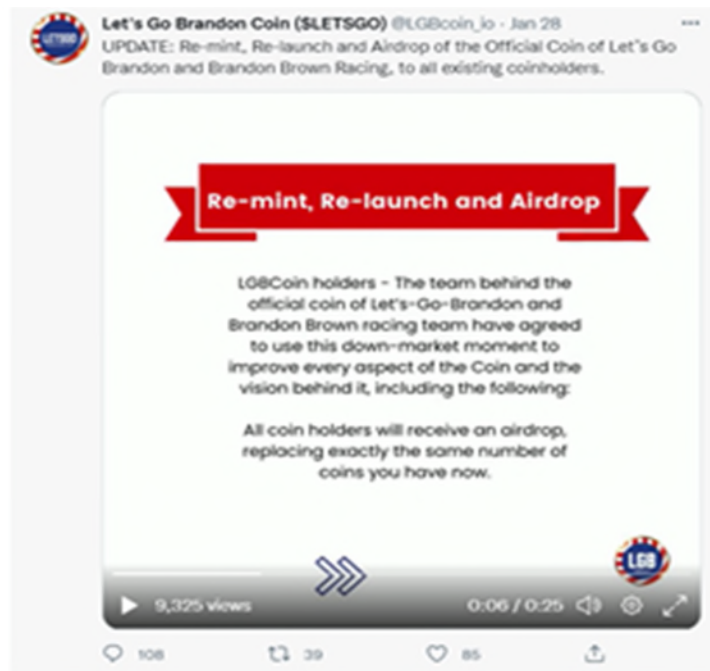 Let's Go Brandon Coin ($LETSGO) @LGBcoin_io · Jan 28
UPDATE: Re-mint, Re-launch and Airdrop of the Official Coin of Let's Go
Brandon and Brandon Brown Racing, to all existing coinholders.
LETSGO
Re-mint, Re-launch and Airdrop
LGBCoin holders - The team behind the
official coin of Let's-Go-Brandon and
Brandon Brown racing team have agreed
to use this down-market moment to
improve every aspect of the Coin and the
vision behind it, including the following:
All coin holders will receive an airdrop,
replacing exactly the same number of
coins you have now.
LGB
9,325 views
0:06 / 0:25
108
39
85